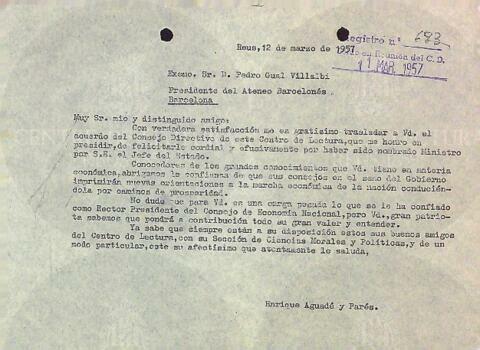 Registro nº 683
Reunión del C. D.
11 MAR. 1957
Reus, 12 de marzo de 1957.
Excmo. Sr. D. Pedro Gual Villalbi
Presidente del Ateneo Barcelonés.
Barcelona
Muy Sr. mio y distinguido amigo:
Con verdadera satisfacción me es gratísimo trasladar a Vd. el
acuerdo del Consejo Directivo de este Centro de Lectura, que me honro en
presidir, de felicitarle cordial y efusivamente por haber sido nombrado Ministro
por S.E. el Jefe del Estado.
Conocedores de los grandes conocimientos que Vd. tiene en materia
económica, abrigamos la confianza de que sus consejos en el seno del Gobierno
imprimirán nuevas orientaciones a la marcha económica de la nación conducién-
dola por caminos de prosperidad.
No dudo que para Vd. es una carga pesada lo que se le ha confiado
como Rector Presidente del Consejo de Economía Nacional, pero Vd., gran patrio-
ta sabemos que pondrá a contribución todo su gran valer y entender.
Ya sabe que siempre están a su disposición estos sus buenos amigos
del Centro de Lectura, con su Sección de Ciencias Morales y Políticas, y de un
modo particular, este su afectísimo que atentamente le saluda,
Enrique Aguadé y Parés.